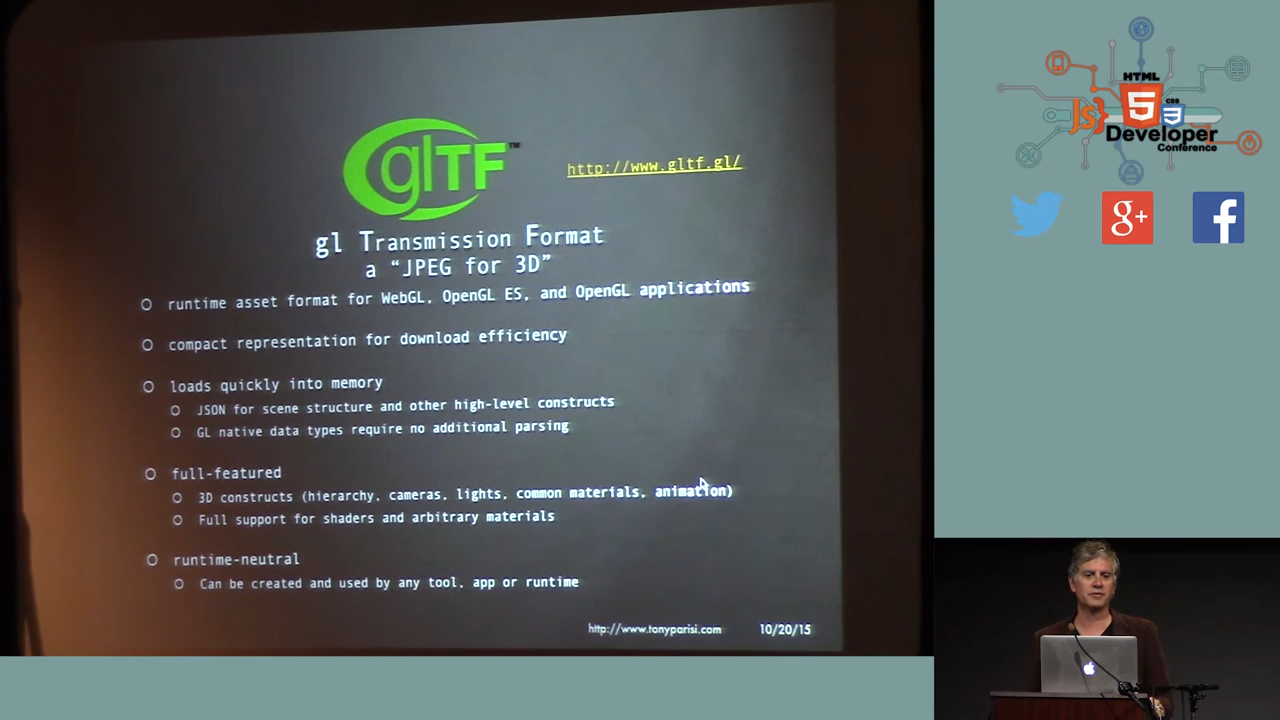 glTF™
http://www.gltf.gl/
gl Transmission Format
a “JPEG for 3D”
runtime asset format for WebGL, OpenGL ES, and OpenGL applications
compact representation for download efficiency
loads quickly into memory
JSON for scene structure and other high-level constructs
GL native data types require no additional parsing
full-featured
3D constructs (hierarchy, cameras, lights, common materials, animation)
Full support for shaders and arbitrary materials
runtime-neutral
Can be created and used by any tool, app or runtime
http://www.tonyparisi.com 10/20/15
HTML
5
JS}
CSS
3
Developer
Conference
g+
f